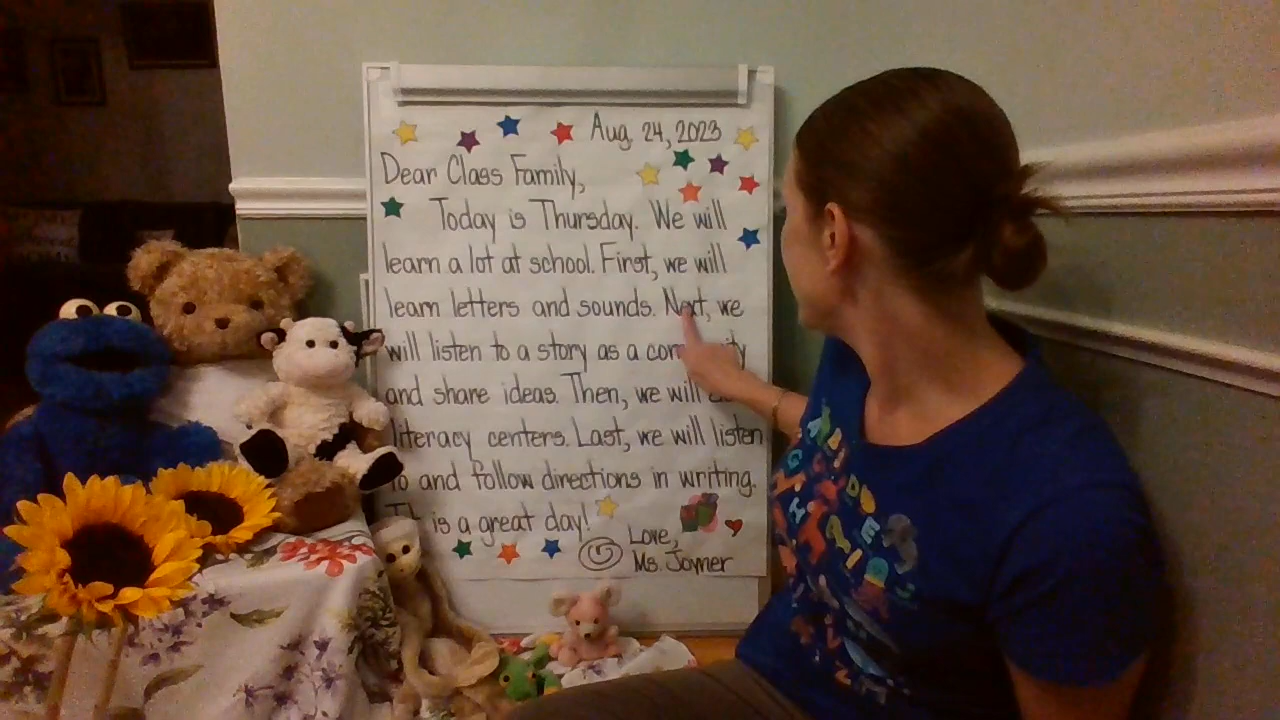 Aug. 24, 2023
Dear Class Family,
Today is Thursday. We will
learn a lot at school. First, we will
learn letters and sounds. Next, we
will listen to a story as a
and share ideas. Then, we will
literacy centers. Last, we will listen
to and follow directions in writing.
is a great day!
Love,
Ms. Joymer